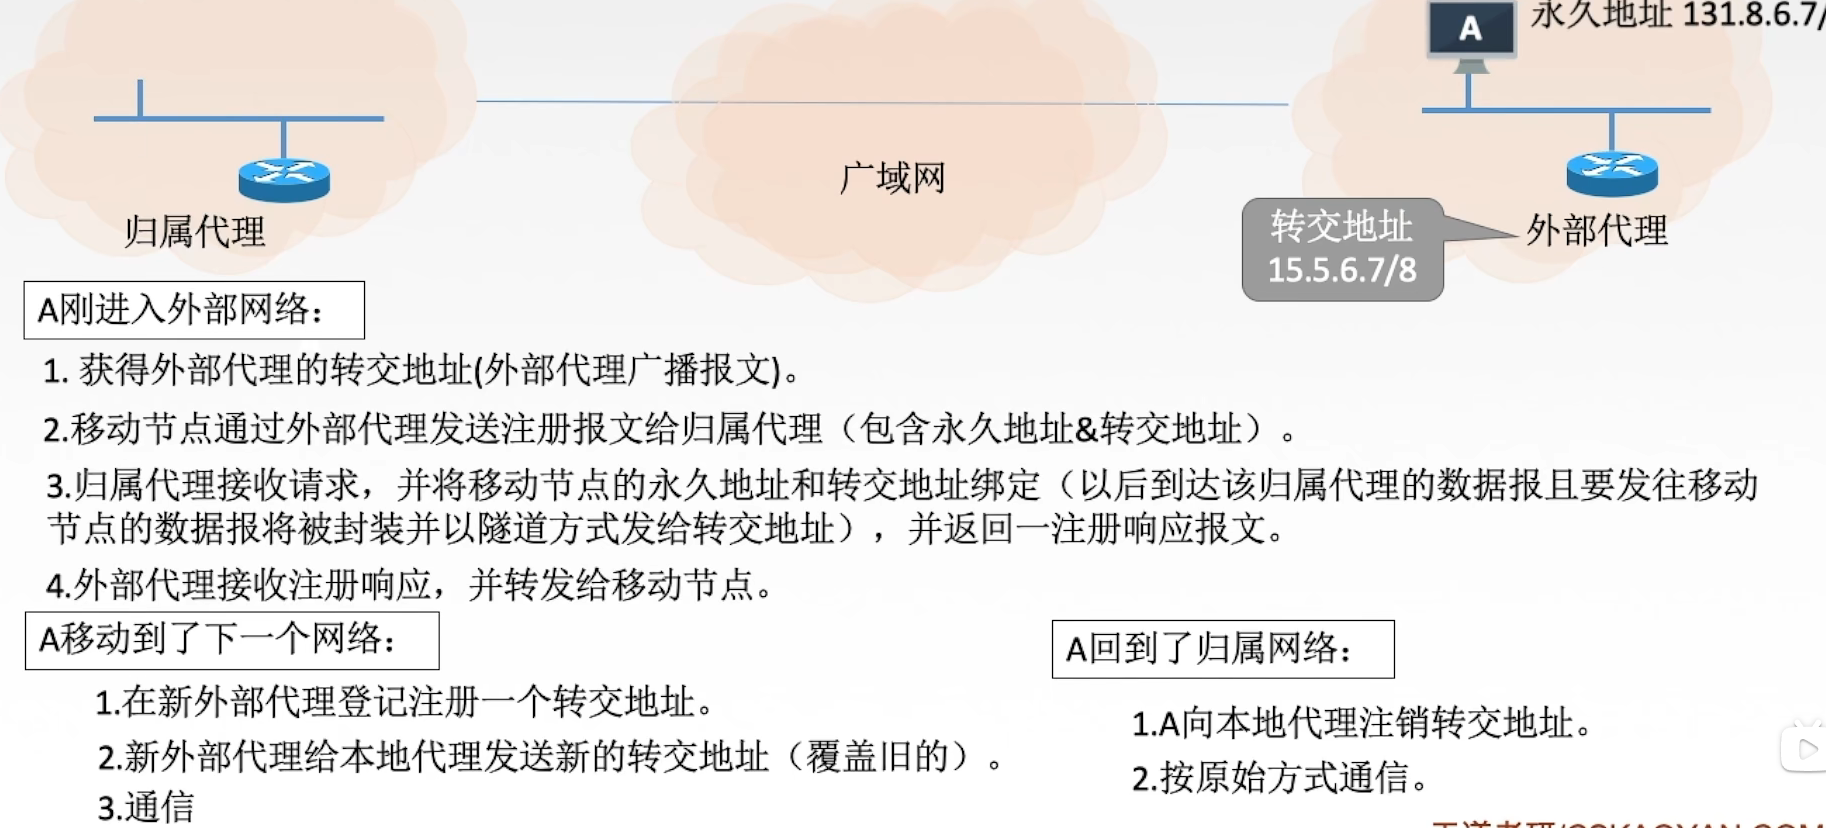 A
永久地址 131.8.6.7/
广域网
归属代理
转交地址
15.5.6.7/8
外部代理
A刚进入外部网络：
1. 获得外部代理的转交地址(外部代理广播报文)。
2.移动节点通过外部代理发送注册报文给归属代理（包含永久地址&转交地址）。
3.归属代理接收请求，并将移动节点的永久地址和转交地址绑定（以后到达该归属代理的数据报且要发往移动
节点的数据报将被封装并以隧道方式发给转交地址），并返回一注册响应报文。
4.外部代理接收注册响应，并转发给移动节点。
A移动到了下一个网络：
1.在新外部代理登记注册一个转交地址。
2.新外部代理给本地代理发送新的转交地址（覆盖旧的）。
3.通信
A回到了归属网络：
1.A向本地代理注销转交地址。
2.按原始方式通信。